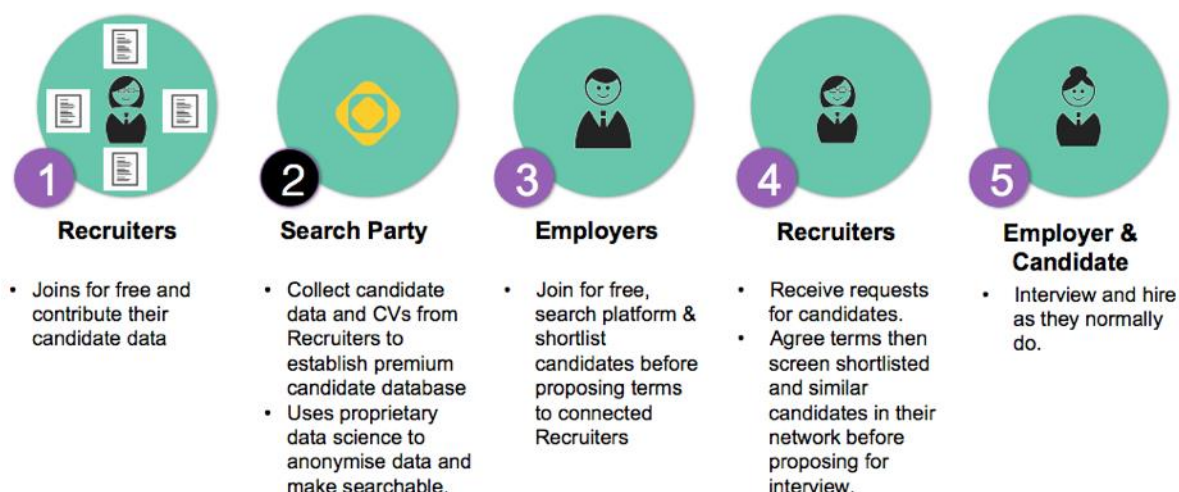 1
Recruiters
• Joins for free and
contribute their
candidate data
2
Search Party
• Collect candidate
data and CVs from
Recruiters to
establish premium
candidate database
• Uses proprietary
data science to
anonymise data and
make searchable.
3
Employers
• Join for free,
search platform &
shortlist
candidates before
proposing terms
to connected
Recruiters
4
Recruiters
• Receive requests
for candidates.
• Agree terms then
screen shortlisted
and similar
candidates in their
network before
proposing for
interview.
5
Employer &
Candidate
• Interview and hire
as they normally
do.